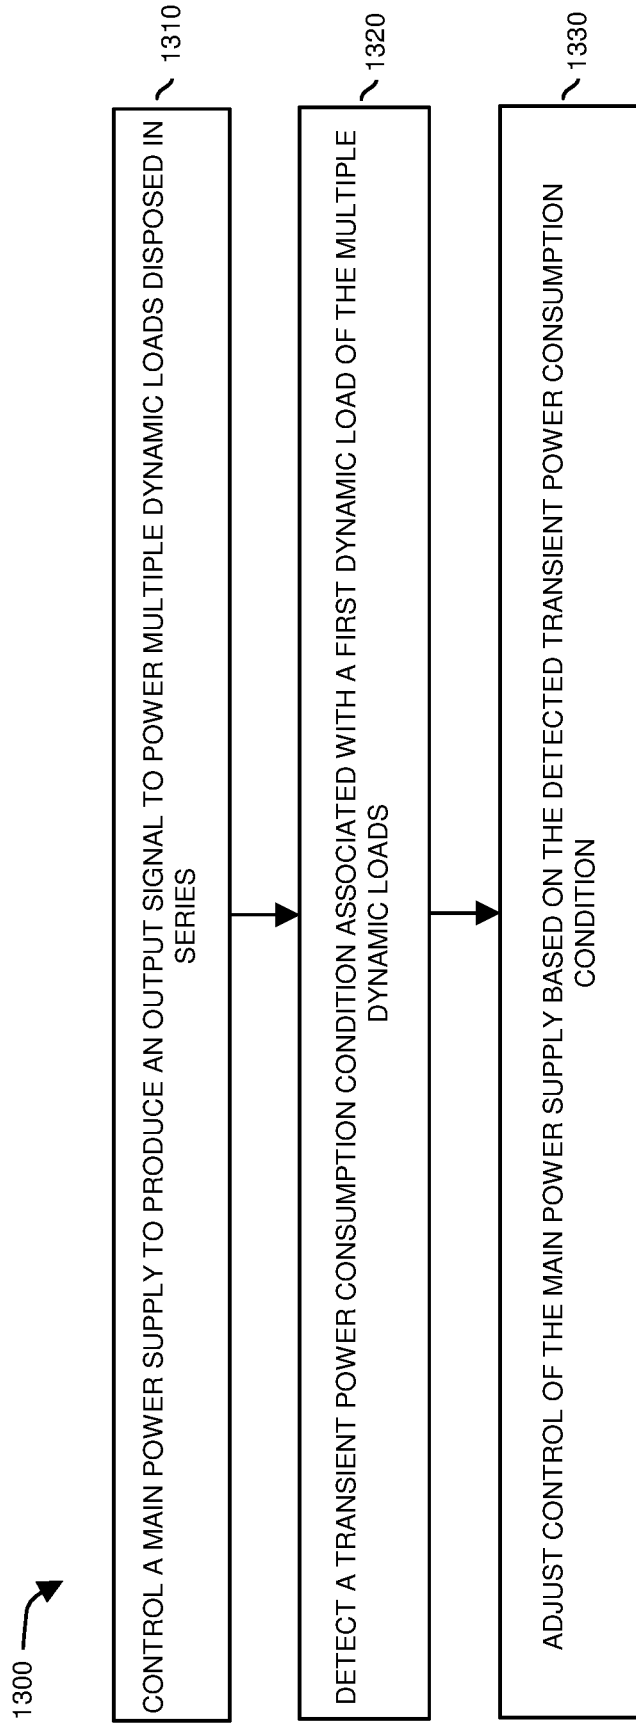 1300
CONTROL A MAIN POWER SUPPLY TO PRODUCE AN OUTPUT SIGNAL TO POWER MULTIPLE DYNAMIC LOADS DISPOSED IN
SERIES
1310
DETECT A TRANSIENT POWER CONSUMPTION CONDITION ASSOCIATED WITH A FIRST DYNAMIC LOAD OF THE MULTIPLE
DYNAMIC LOADS
1320
ADJUST CONTROL OF THE MAIN POWER SUPPLY BASED ON THE DETECTED TRANSIENT POWER CONSUMPTION
CONDITION
1330